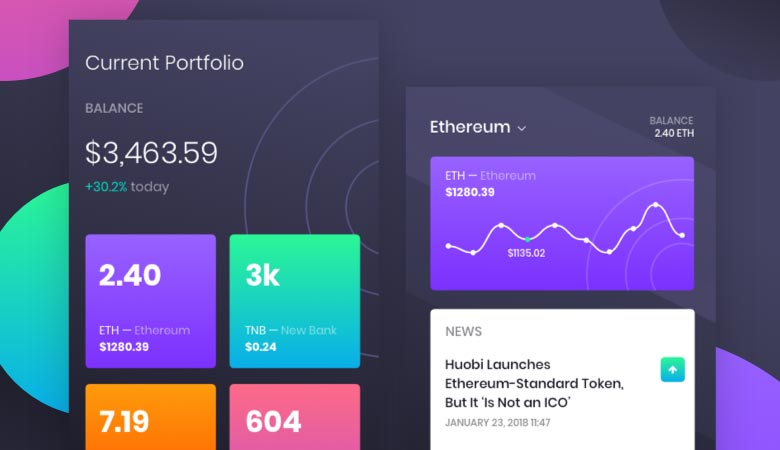 Current Portfolio
BALANCE
$3,463.59
+30.2% today
2.40
ETH — Ethereum
$1280.39
3k
TNB — New Bank
$0.24
7.19
604
Ethereum
BALANCE
2.40 ETH
ETH — Ethereum
$1280.39
$1135.02
NEWS
Huobi Launches
Ethereum-Standard Token,
But It ‘Is Not an ICO’
JANUARY 23, 2018 11:47